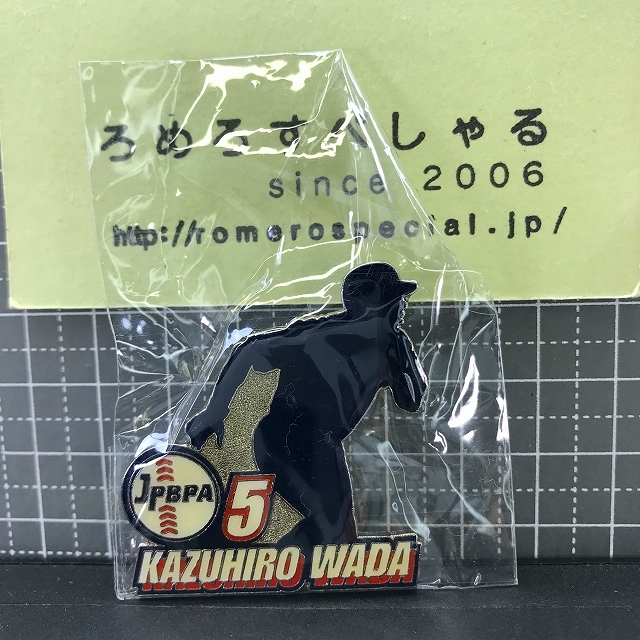 ろめろすぺしゃる
since 2006
http://romerospecial.jp/
JPBPA
5
KAZUHIRO WADA